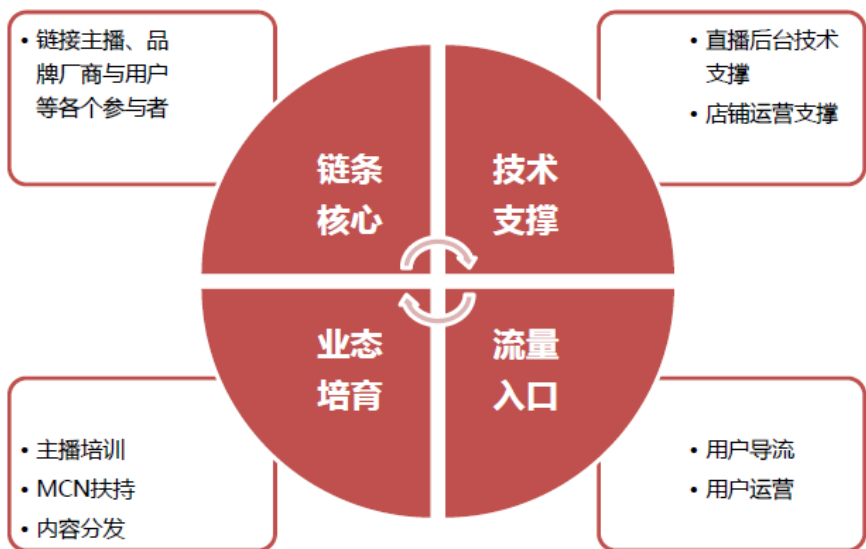 • 链接主播、品
牌厂商与用户
等各个参与者
• 直播后台技术
支撑
• 店铺运营支撑
链条
核心
技术
支撑
业态
培育
流量
入口
• 主播培训
• MCN扶持
• 内容分发
• 用户导流
• 用户运营